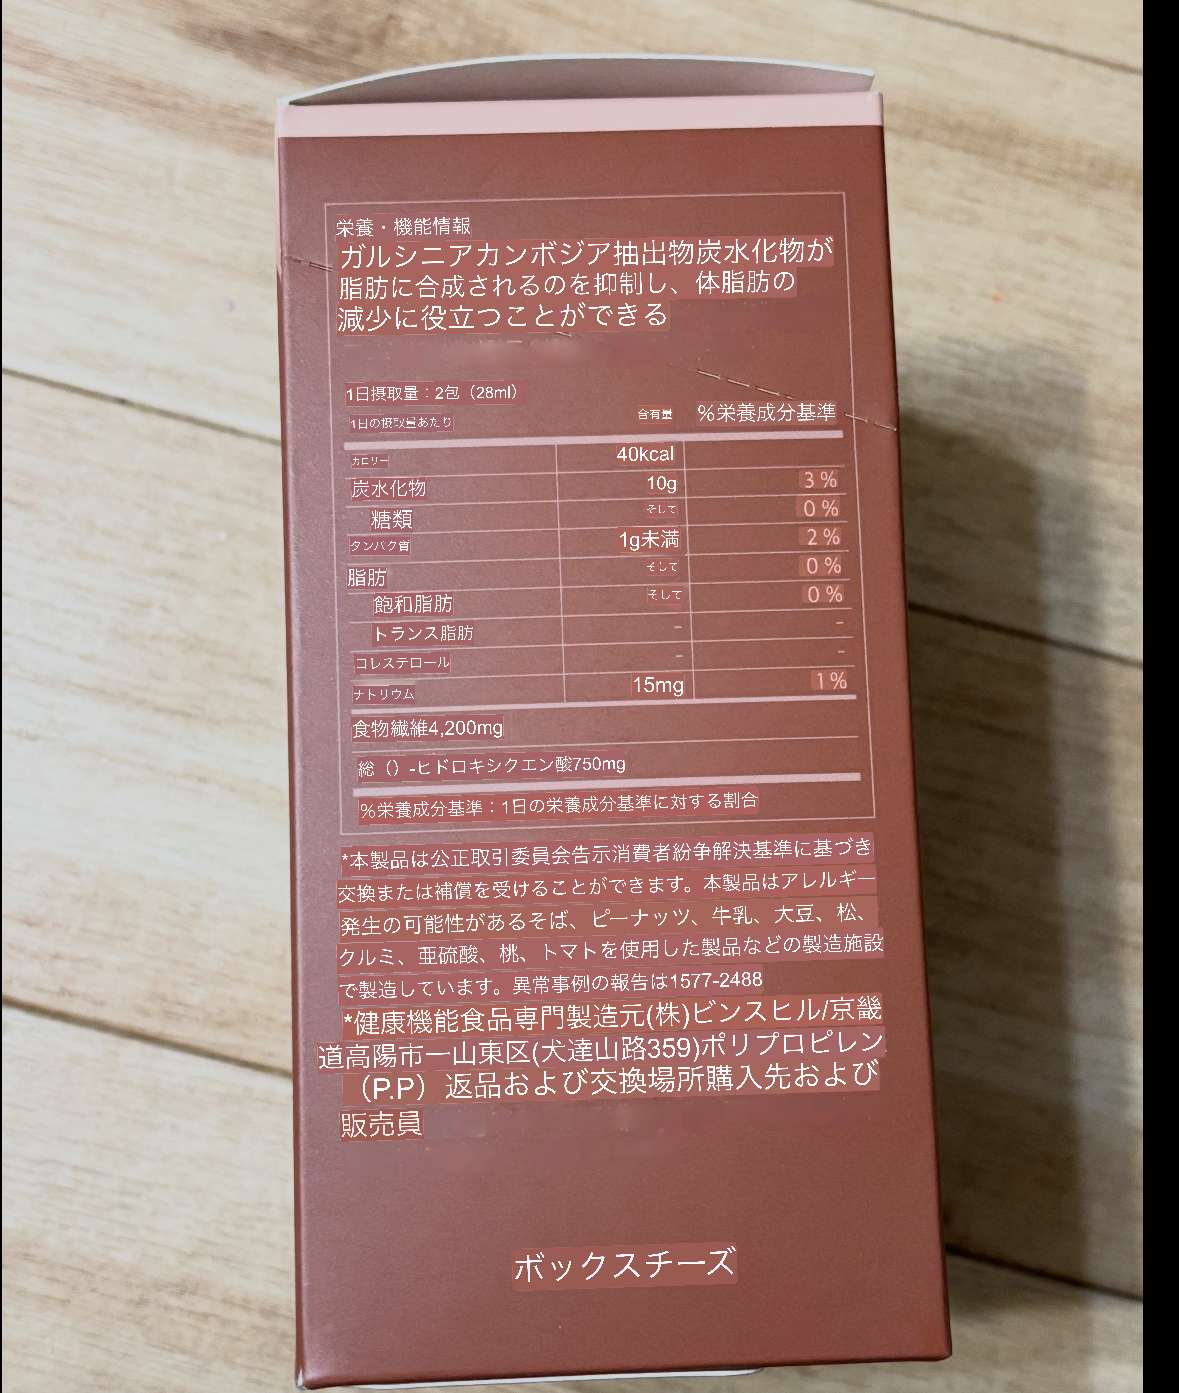 栄養・機能情報
ガルシニアカンボジア抽出物炭水化物が
脂肪に合成されるのを抑制し、体脂肪の
減少に役立つことができる
1日摂取量：2包（28ml）
1日の摂取量あたり 含有量 %栄養成分基準
カロリー 40kcal
炭水化物 10g 3 %
糖類 そして 0 %
タンパク質 1g未満 2 %
脂肪 そして 0 %
飽和脂肪 そして 0 %
トランス脂肪 - -
コレステロール - -
ナトリウム 15mg 1 %
食物繊維4,200mg
総（）-ヒドロキシクエン酸750mg
%栄養成分基準：1日の栄養成分基準に対する割合
*本製品は公正取引委員会告示消費者紛争解決基準に基づき
交換または補償を受けることができます。本製品はアレルギー
発生の可能性があるそば、ピーナッツ、牛乳、大豆、松、
クルミ、亜硫酸、桃、トマトを使用した製品などの製造施設
で製造しています。異常事例の報告は1577-2488
*健康機能食品専門製造元(株)ビンスヒル/京畿
道高陽市一山東区(犬達山路359)ポリプロピレン
（P.P）返品および交換場所購入先および
販売員
ボックスチーズ